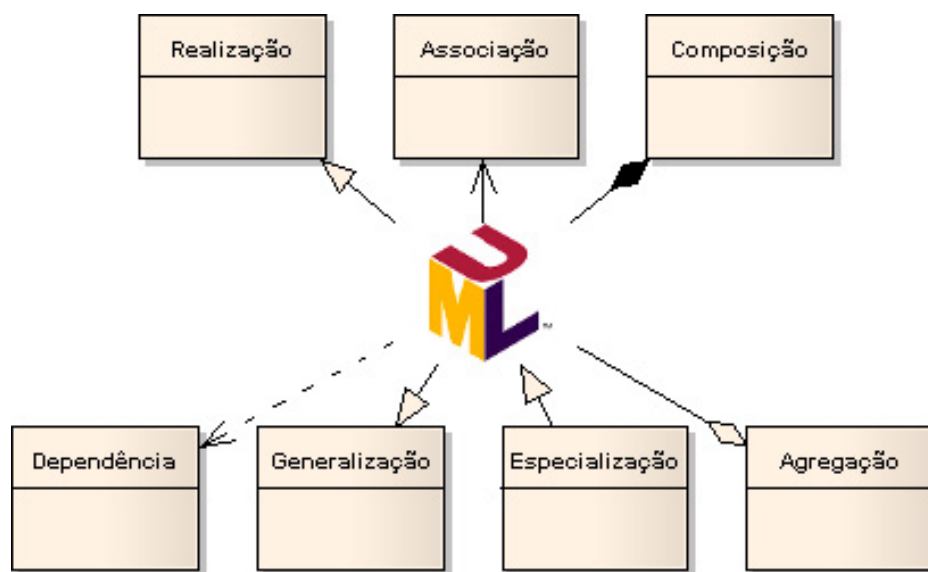 Realização
Associação
Composição
UML
Dependência
Generalização
Especialização
Agregação